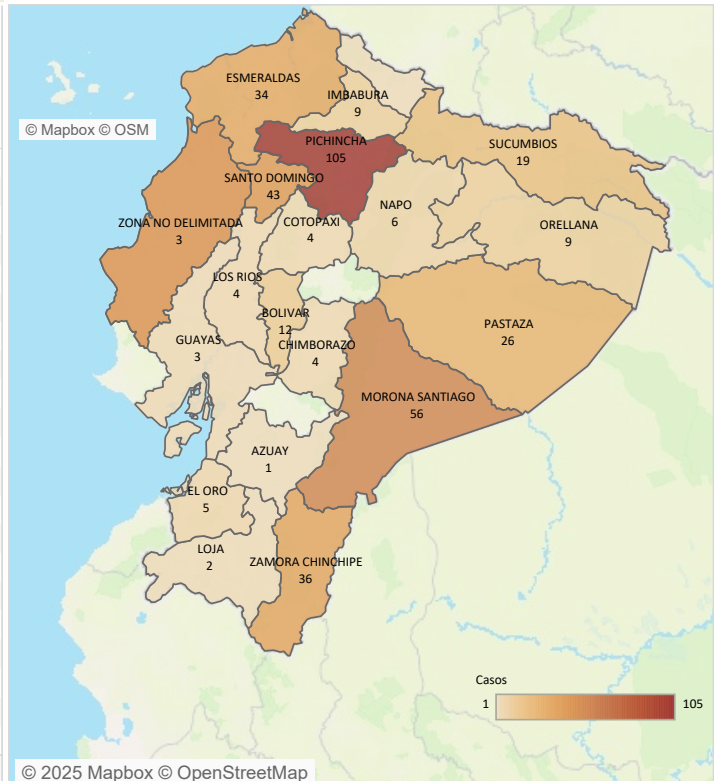 ESMERALDAS
34
IMBABURA
9
© Mapbox © OSM
PICHINCHA
105
SUCUMBIOS
19
SANTO DOMINGO
43
NAPO
6
ZONA NO DELIMITADA
3
COTOPAXI
4
ORELLANA
9
LOS RIOS
4
BOLIVAR
12
PASTAZA
26
GUAYAS
3
CHIMBORAZO
4
MORONA SANTIAGO
56
AZUAY
1
EL ORO
5
LOJA
2
ZAMORA CHINCHIPE
36
Casos
1 105
© 2025 Mapbox © OpenStreetMap